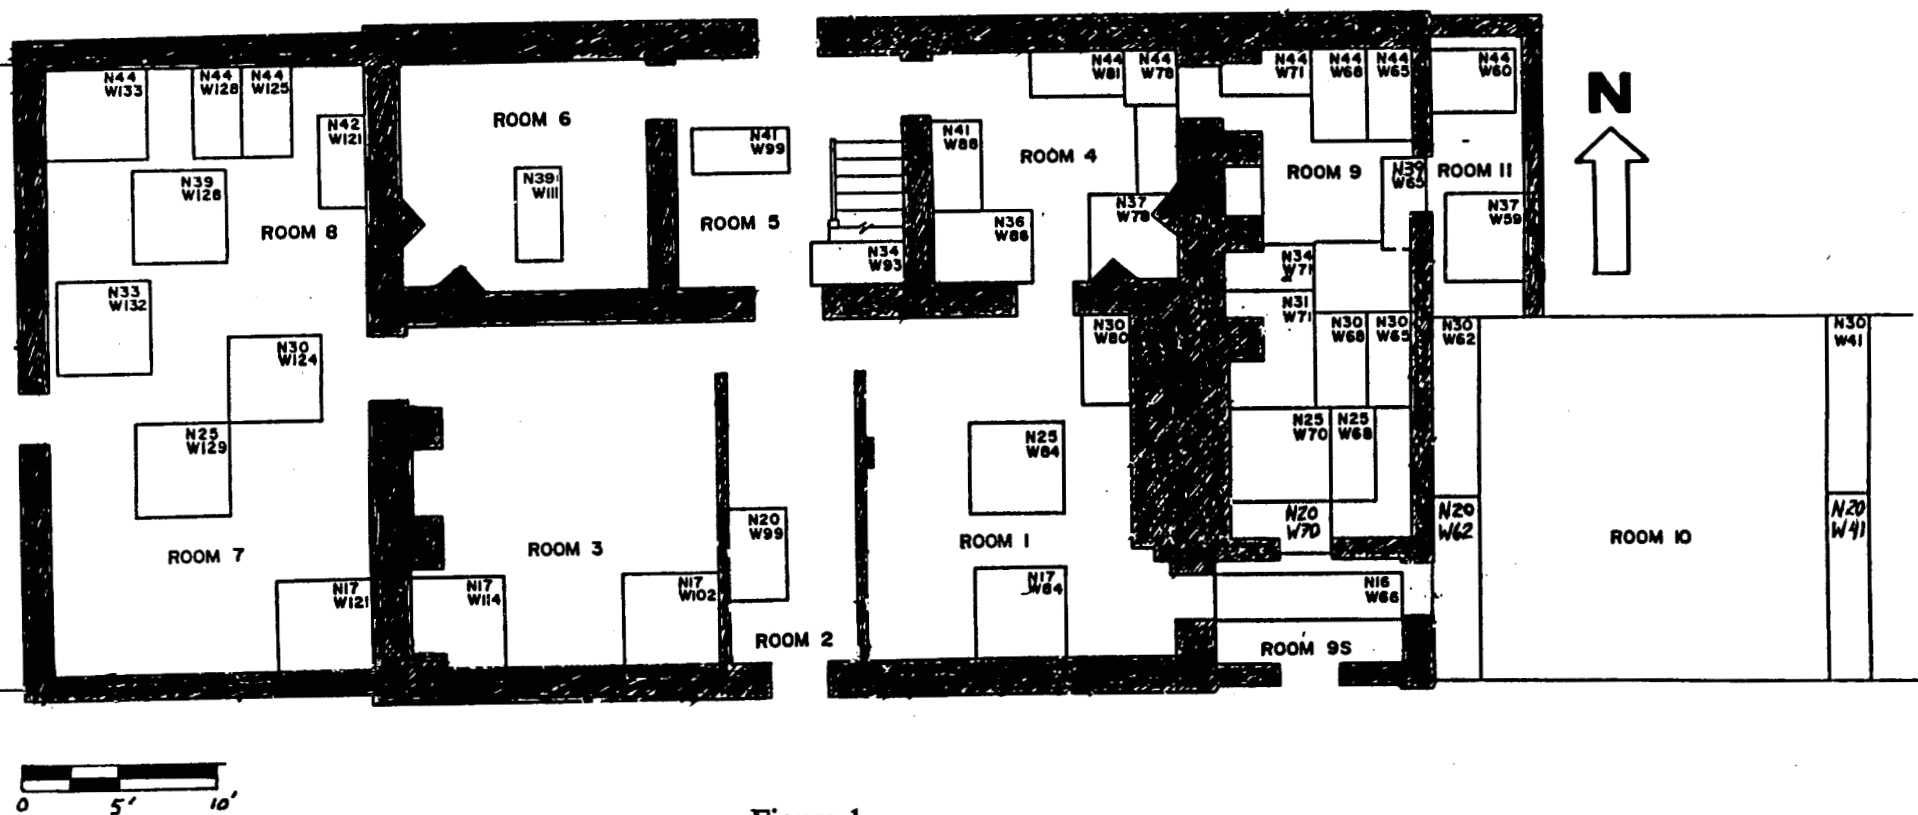 N44
W133
N44
W128
N44
W125
N42
W121
ROOM 6
N41
W99
N41
W88
N44
W81
N44
W78
ROOM 4
N44
W71
N44
W68
N44
W65
N44
W60
N
N39
W128
ROOM 8
N39
W111
ROOM 5
N34
W93
N36
W86
N37
W78
ROOM 9
N39
W65
ROOM 11
N37
W59
N33
W132
N30
W124
N34
W71
N31
W71
N30
W80
N30
W68
N30
W65
N30
W62
N30
W41
N25
W129
N25
W84
N25
W70
N25
W68
ROOM 7
ROOM 3
N20
W99
ROOM 1
N20
W70
N20
W62
ROOM 10
N20
W41
N17
W121
N17
W114
N17
W102
ROOM 2
N17
W84
N16
W66
ROOM 9S
0 5' 10'
Figure 1